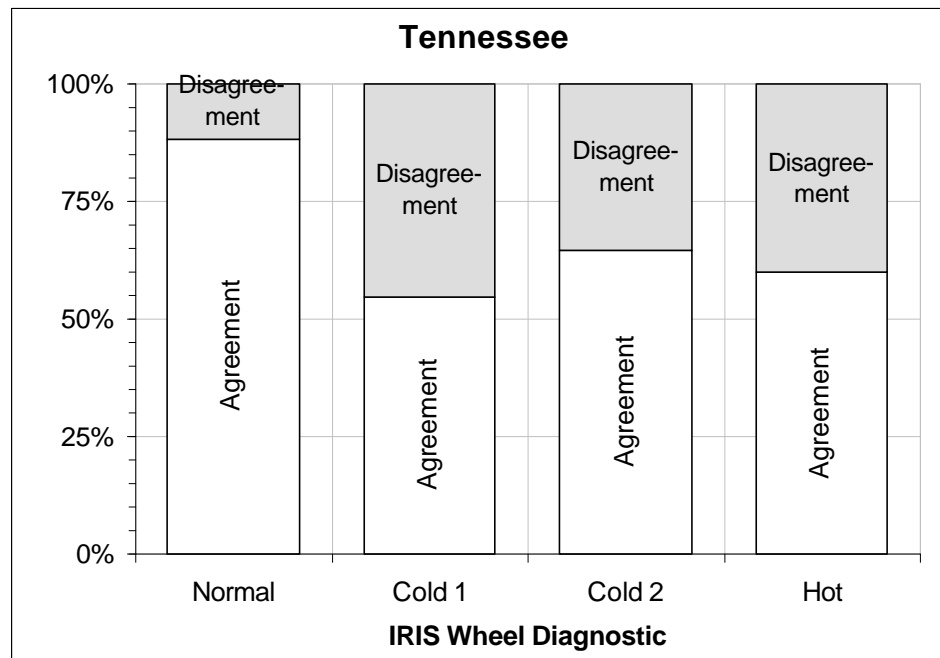 Tennessee
100%
75%
50%
25%
0%
Disagree-
ment
Agreement
Disagree-
ment
Agreement
Disagree-
ment
Agreement
Disagree-
ment
Agreement
Normal
Cold 1
Cold 2
Hot
IRIS Wheel Diagnostic